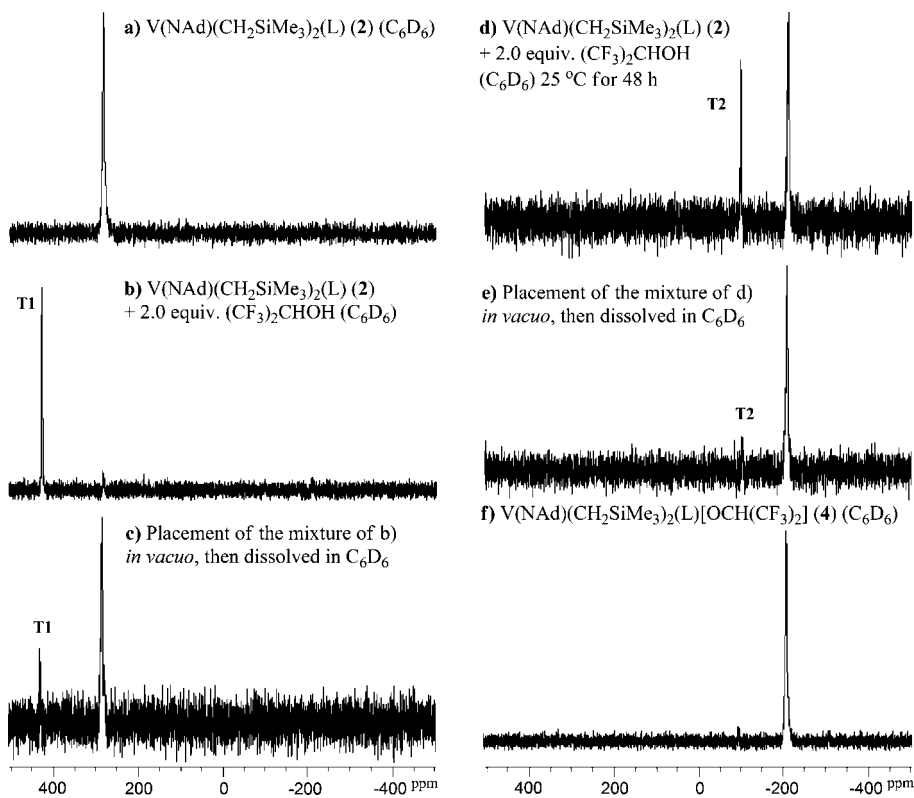 a) V(NAd)(CH2SiMe3)2(L) (2) (C6D6)
T1
b) V(NAd)(CH2SiMe3)2(L) (2)
+ 2.0 equiv. (CF3)2CHOH (C6D6)
c) Placement of the mixture of b)
in vacuo, then dissolved in C6D6
T1
400 200 0 -200 -400 ppm
d) V(NAd)(CH2SiMe3)2(L) (2)
+ 2.0 equiv. (CF3)2CHOH
(C6D6) 25 °C for 48 h
T2
e) Placement of the mixture of d)
in vacuo, then dissolved in C6D6
T2
f) V(NAd)(CH2SiMe3)2(L)[OCH(CF3)2] (4) (C6D6)
400 200 0 -200 -400 ppm